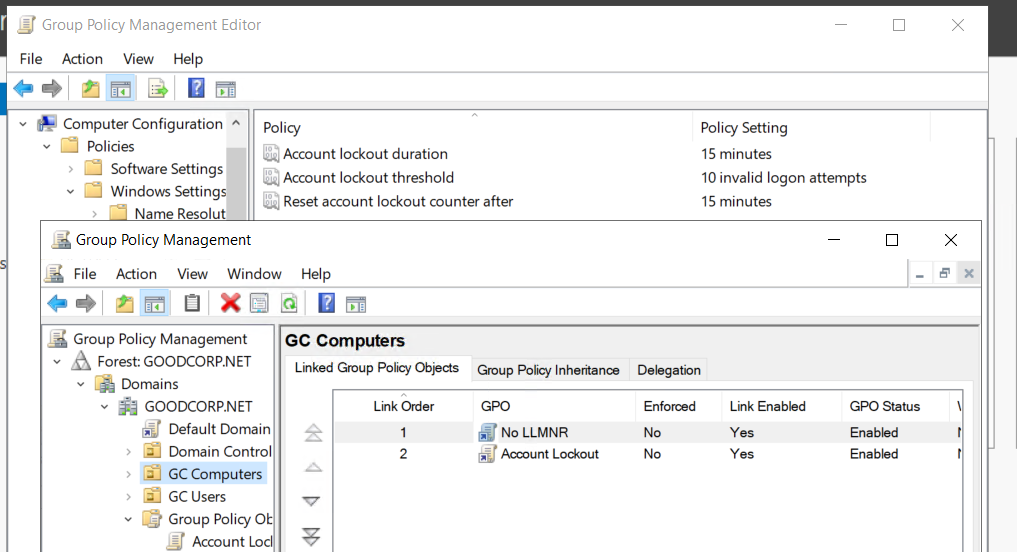 Group Policy Management Editor
File Action View Help
Computer Configuration
Policies
Software Settings
Windows Settings
Name Resolut
Policy Policy Setting
Account lockout duration 15 minutes
Account lockout threshold 10 invalid logon attempts
Reset account lockout counter after 15 minutes
Group Policy Management
File Action View Window Help
Group Policy Management
Forest: GOODCORP.NET
Domains
GOODCORP.NET
Default Domain
Domain Control
GC Computers
GC Users
Group Policy Ob
Account Lock
GC Computers
Linked Group Policy Objects Group Policy Inheritance Delegation
Link Order GPO Enforced Link Enabled GPO Status
1 No LLMNR No Yes Enabled
2 Account Lockout No Yes Enabled